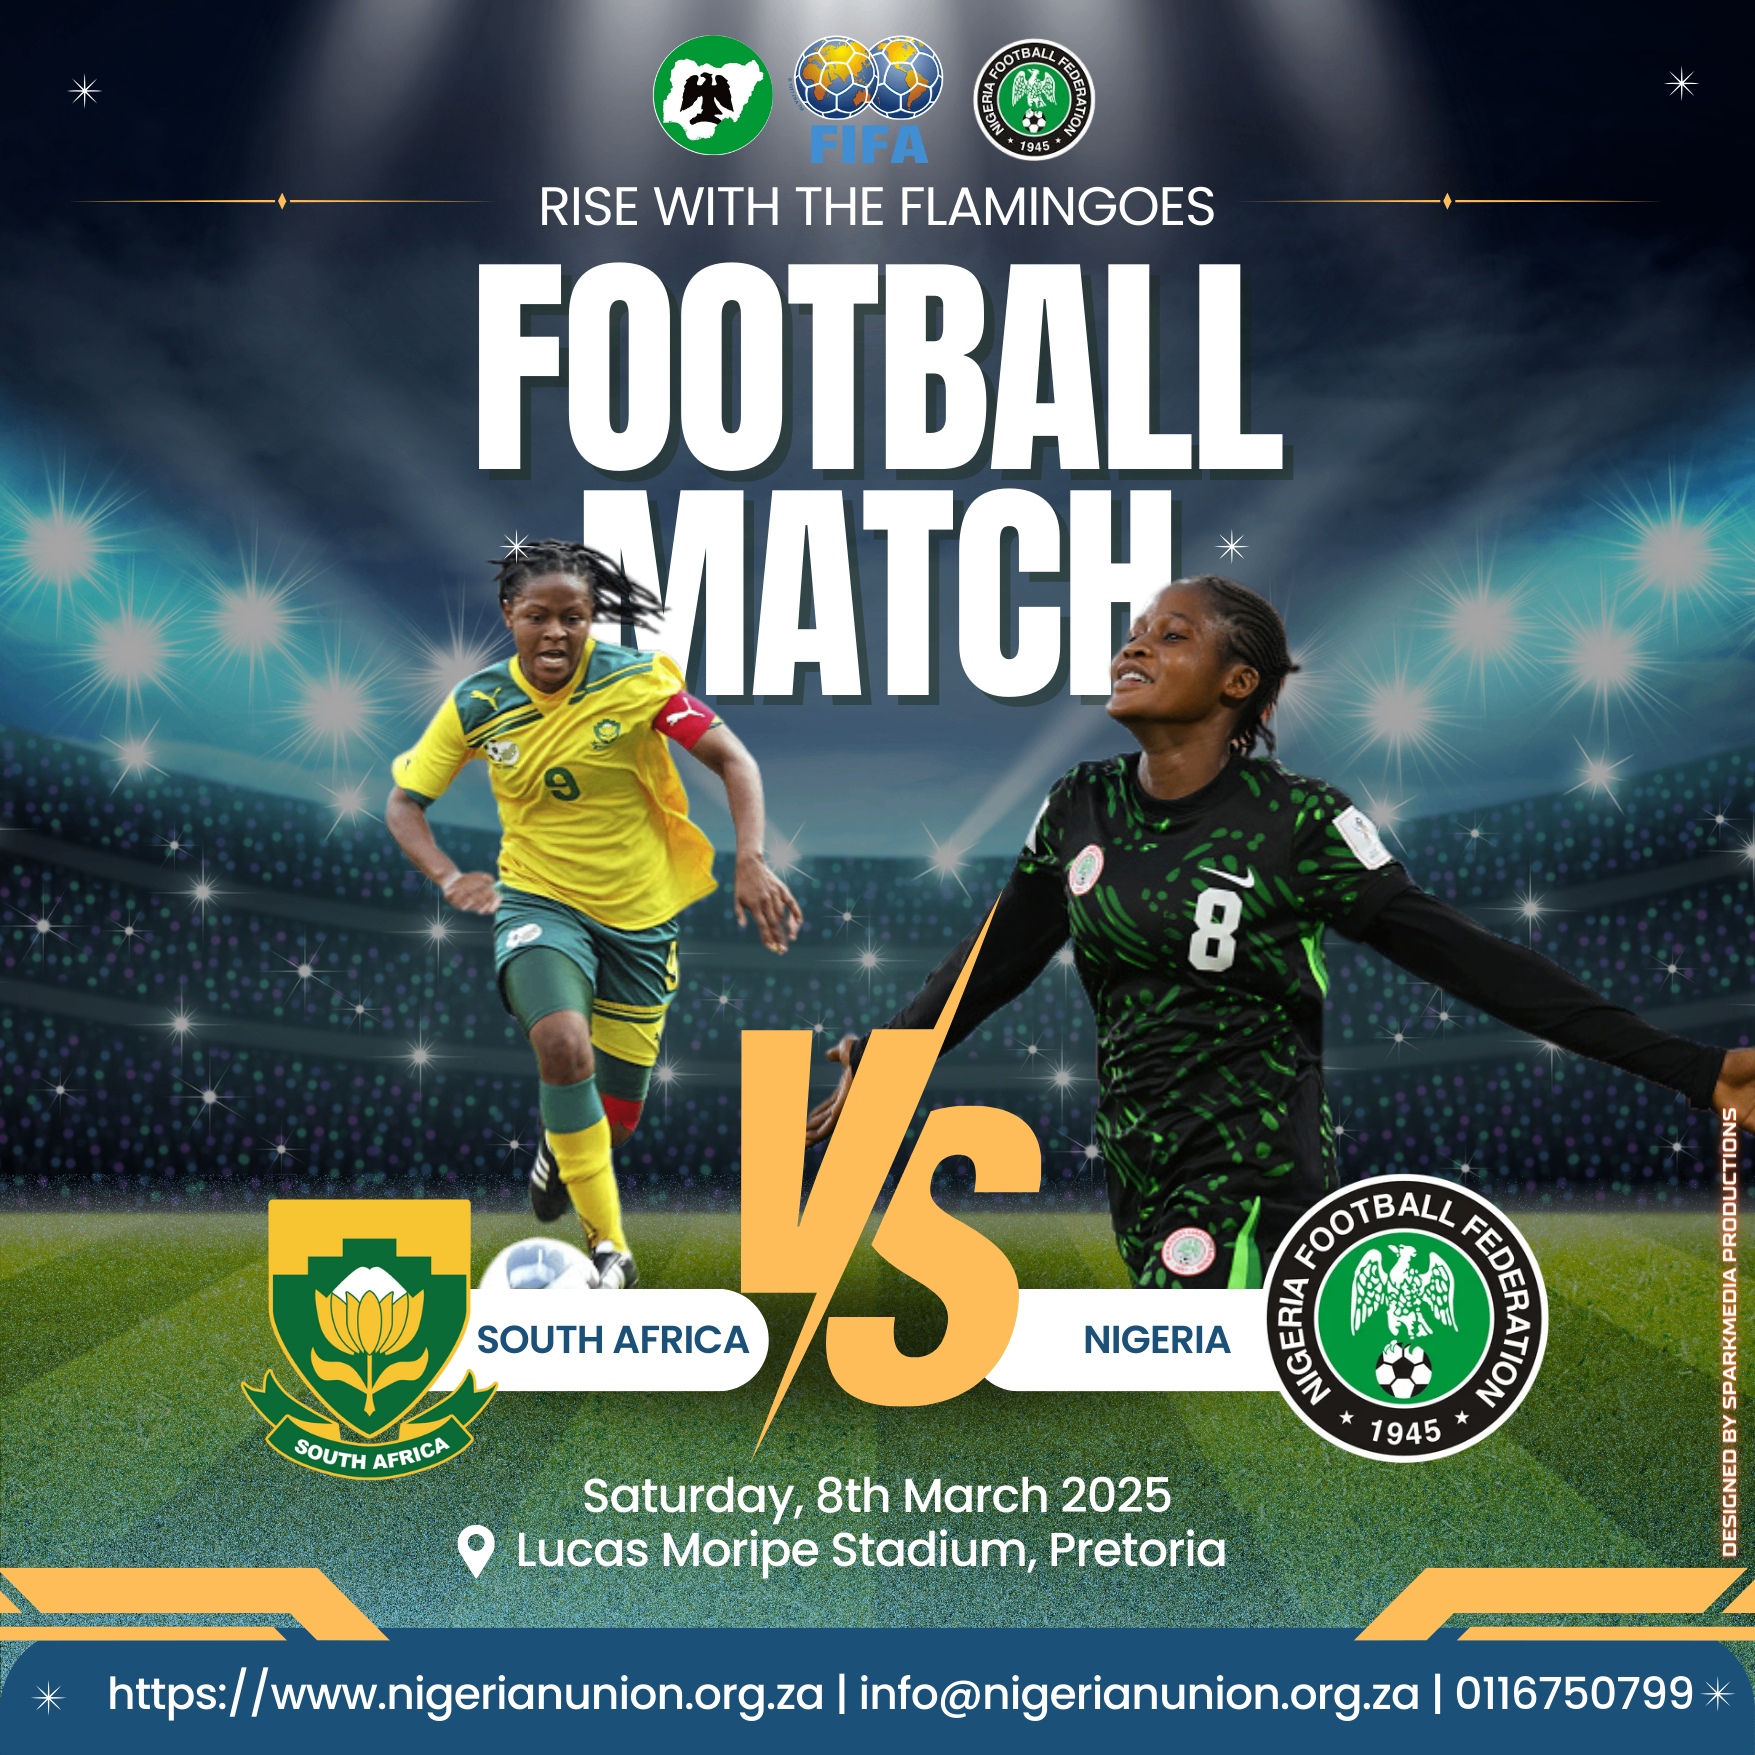 FIFA
NIGERIA FOOTBALL FEDERATION
1945
RISE WITH THE FLAMINGOES
FOOTBALL
MATCH
9
8
9
VS
SOUTH AFRICA
NIGERIA
SOUTH AFRICA
NIGERIA FOOTBALL FEDERATION
1945
Saturday, 8th March 2025
Lucas Moripe Stadium, Pretoria
https://www.nigerianunion.org.za | info@nigerianunion.org.za | 0116750799
DESIGNED BY SPARKMEDIA PRODUCTIONS